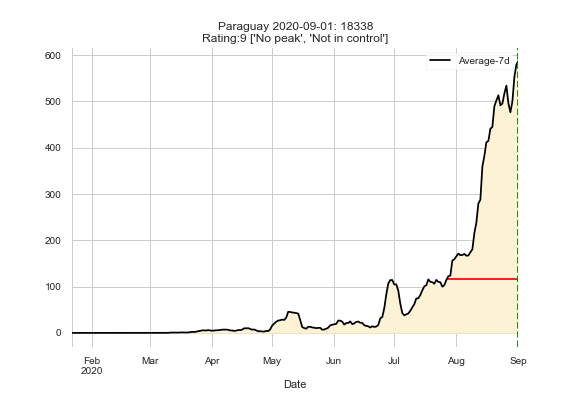 Paraguay 2020-09-01: 18338
Rating:9 ['No peak', 'Not in control']
Average-7d
600
500
400
300
200
100
0
Feb Mar Apr May Jun Jul Aug Sep
2020
Date